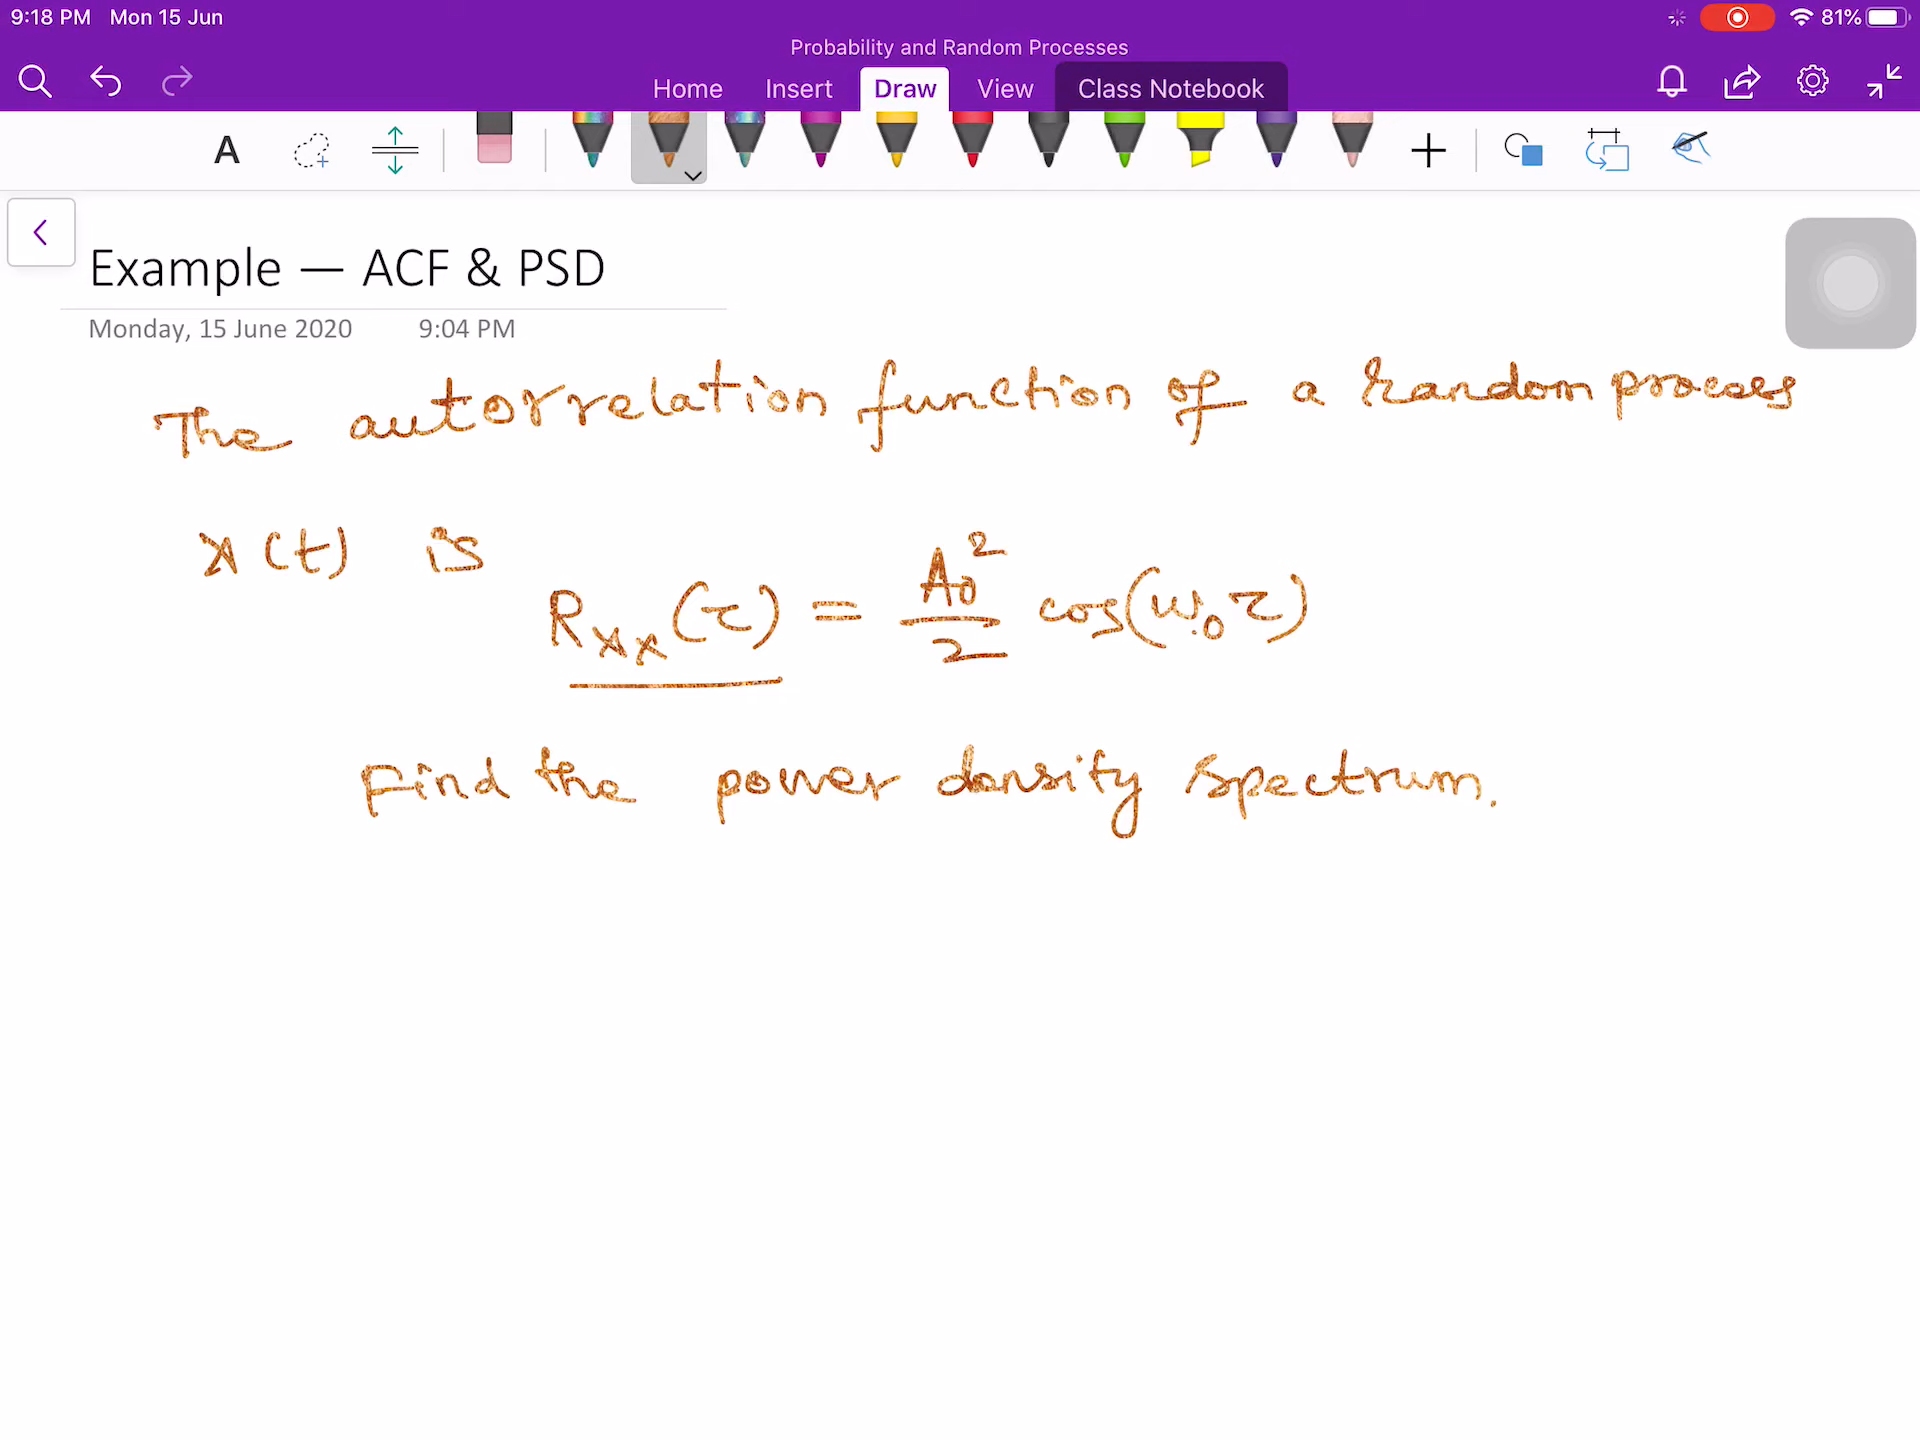 9:18 PM Mon 15 Jun 81%
Probability and Random Processes
Home Insert Draw View Class Notebook
A
Example — ACF & PSD
Monday, 15 June 2020 9:04 PM
The autorrelation function of a random process
X(t) is
R_XX(τ) = A₀²/2 cos(ω₀τ)
Find the power density spectrum.